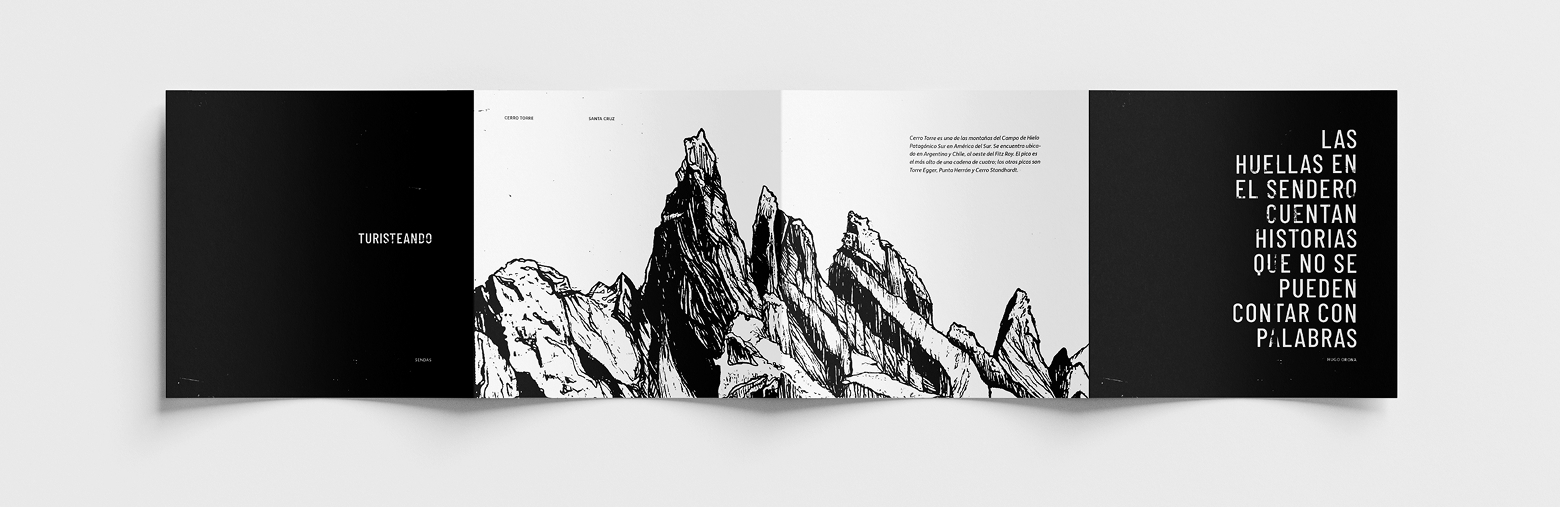 TURISTEANDO
SENDAS
CERRO TORRE
SANTA CRUZ
Cerro Torre es una de las montañas del Campo de Hielo
Patagónico Sur en América del Sur. Se encuentra ubica-
do en Argentina y Chile, al oeste del Fitz Roy. El pico es
el más alto de una cadena de cuatro; los otros picos son
Torre Egger, Punta Herrón y Cerro Standhardt.
LAS
HUELLAS EN
EL SENDERO
CUENTAN
HISTORIAS
QUE NO SE
PUEDEN
CONTAR CON
PALABRAS
HUGO OBONA